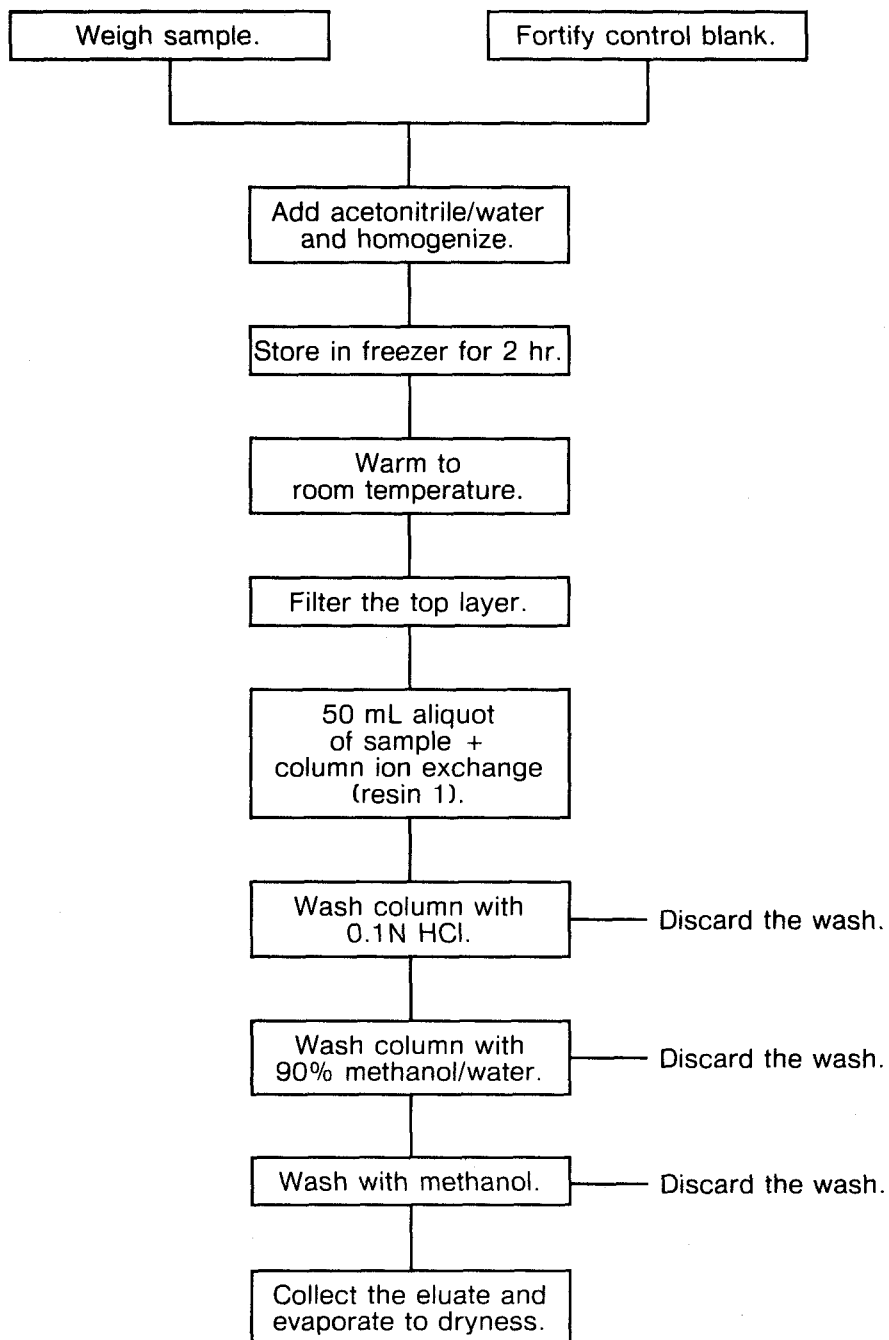 Weigh sample.
Fortify control blank.
Add acetonitrile/water
and homogenize.
Store in freezer for 2 hr.
Warm to
room temperature.
Filter the top layer.
50 mL aliquot
of sample +
column ion exchange
(resin 1).
Wash column with
0.1N HCl.
Discard the wash.
Wash column with
90% methanol/water.
Discard the wash.
Wash with methanol.
Discard the wash.
Collect the eluate and
evaporate to dryness.